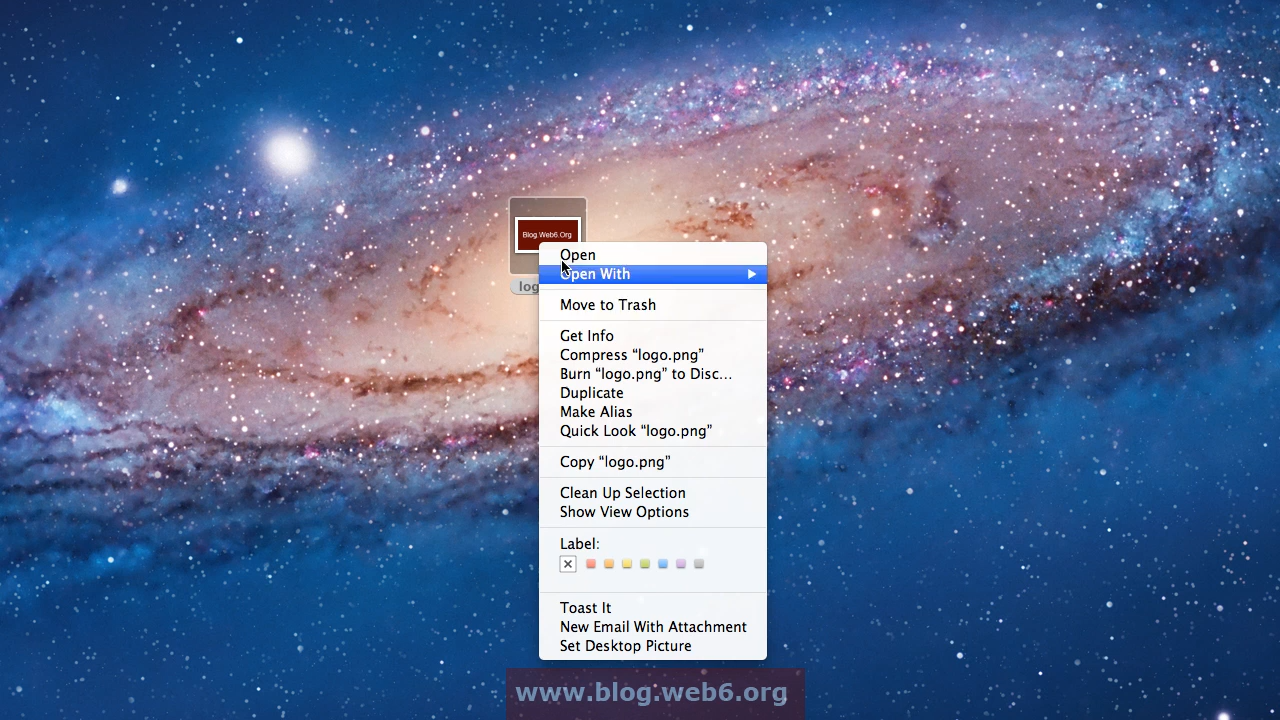 Blog.Web6.Org
log
Open
Open With
Move to Trash
Get Info
Compress “logo.png”
Burn “logo.png” to Disc...
Duplicate
Make Alias
Quick Look “logo.png”
Copy “logo.png”
Clean Up Selection
Show View Options
Label:
Toast It
New Email With Attachment
Set Desktop Picture
www.blog.web6.org